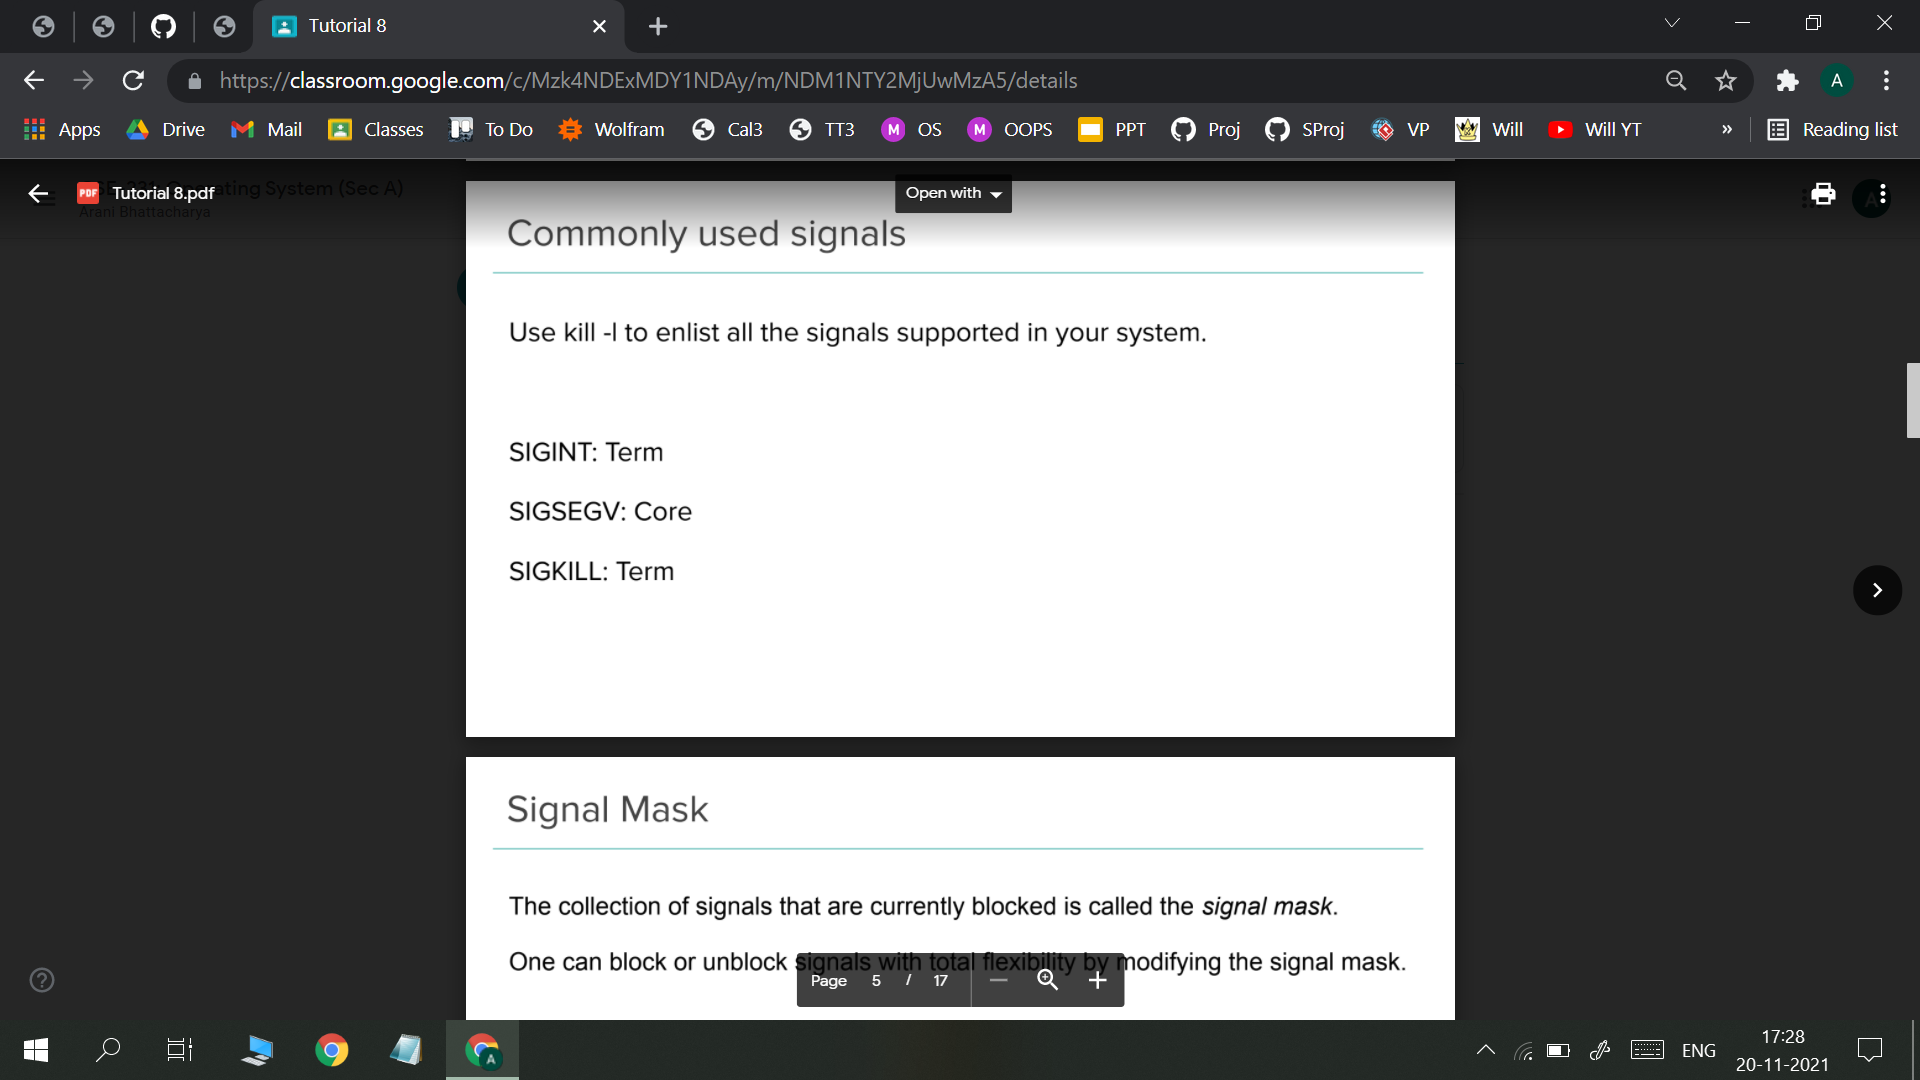 Tutorial 8
https://classroom.google.com/c/Mzk4NDExMDY1NDAy/m/NDM1NTY2MjUwMzA5/details
A
Apps Drive Mail Classes To Do Wolfram Cal3 TT3 M OS M OOPS PPT Proj SProj VP Will Will YT » Reading list
PDF Tutorial 8.pdf ating System (Sec A)
Arani Bhattacharya
Open with
A
Commonly used signals
Use kill -l to enlist all the signals supported in your system.
SIGINT: Term
SIGSEGV: Core
SIGKILL: Term
Signal Mask
The collection of signals that are currently blocked is called the signal mask.
One can block or unblock signals with total flexibility by modifying the signal mask.
Page 5 / 17
A
ENG
17:28
20-11-2021